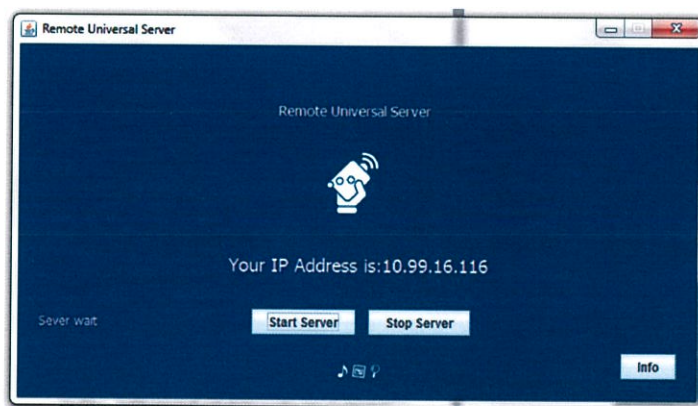 Remote Universal Server
Remote Universal Server
Your IP Address is:10.99.16.116
Sever wait
Start Server
Stop Server
Info